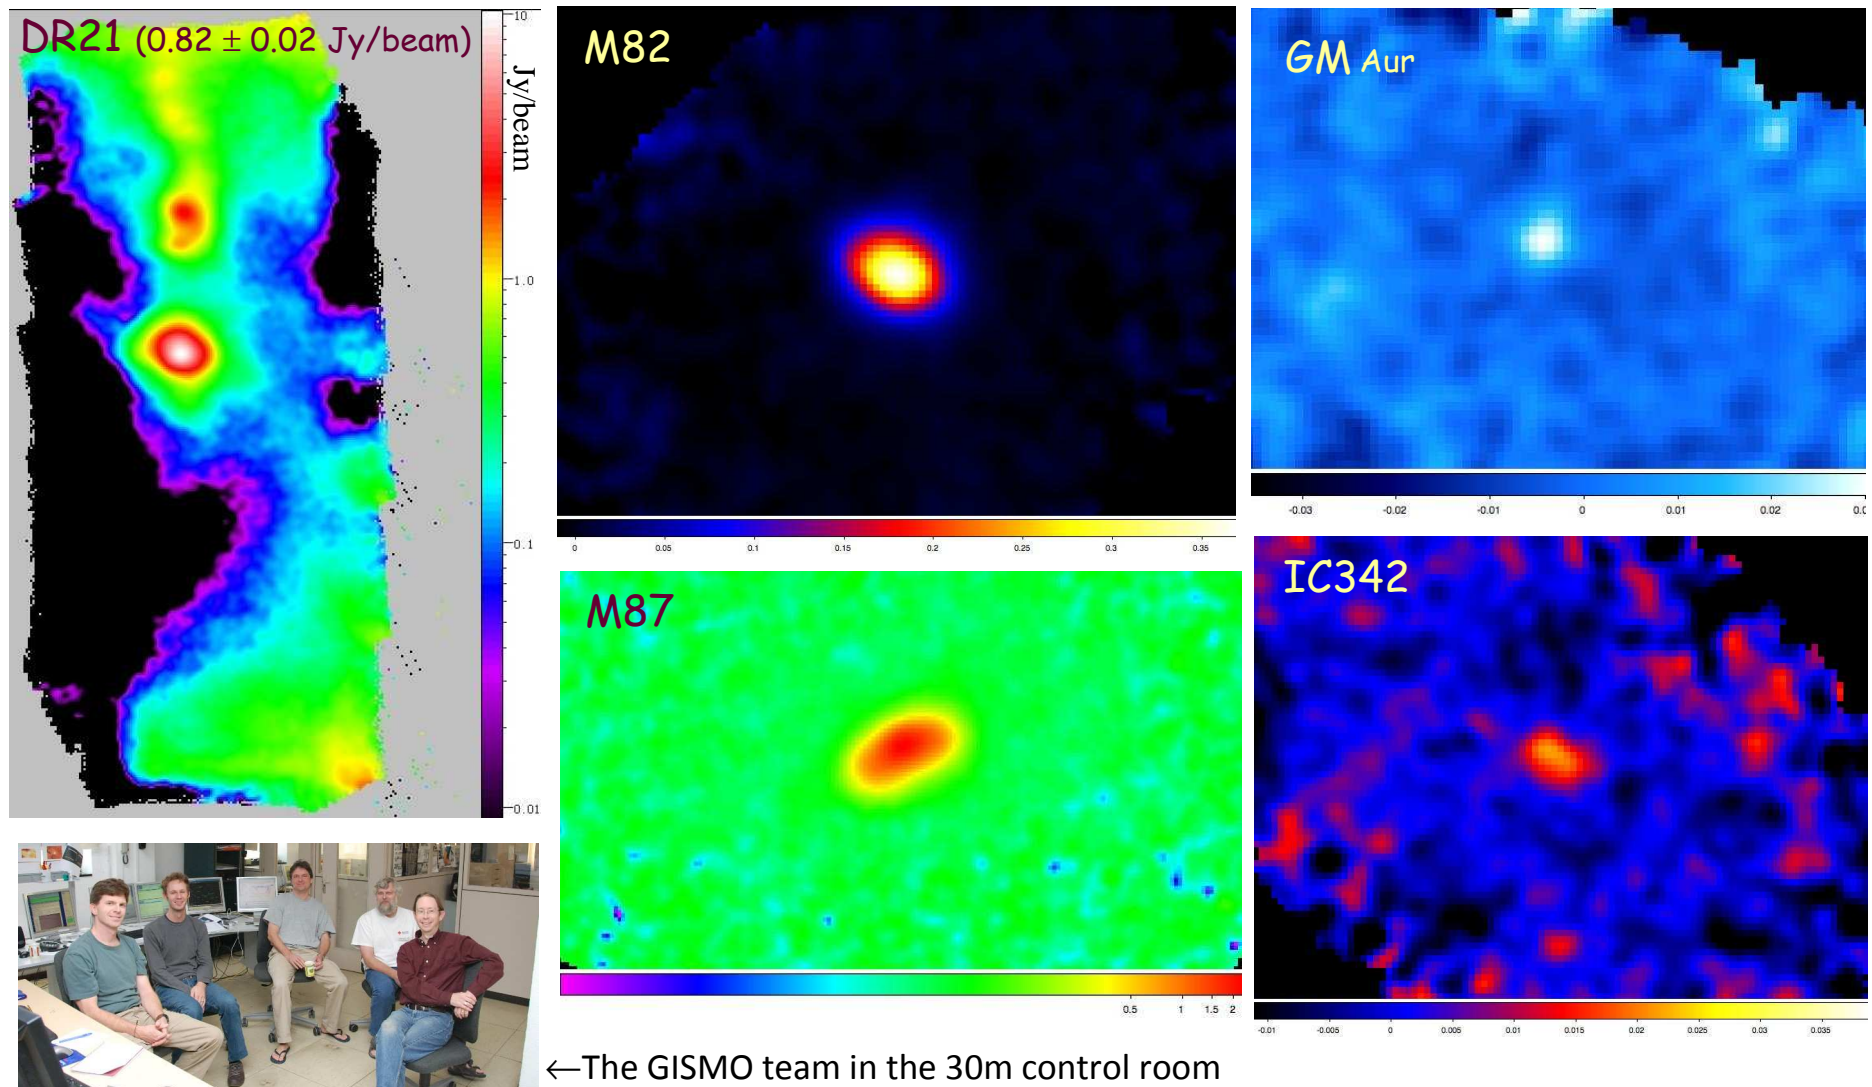 DR21 (0.82 ± 0.02 Jy/beam)
10
Jy/beam
1.0
0.1
0.01
M82
0 0.05 0.1 0.15 0.2 0.25 0.3 0.35
GM Aur
-0.03 -0.02 -0.01 0 0.01 0.02 0.0
M87
0.5 1 1.5 2
IC342
-0.01 -0.005 0 0.005 0.01 0.015 0.02 0.025 0.03 0.035
←The GISMO team in the 30m control room